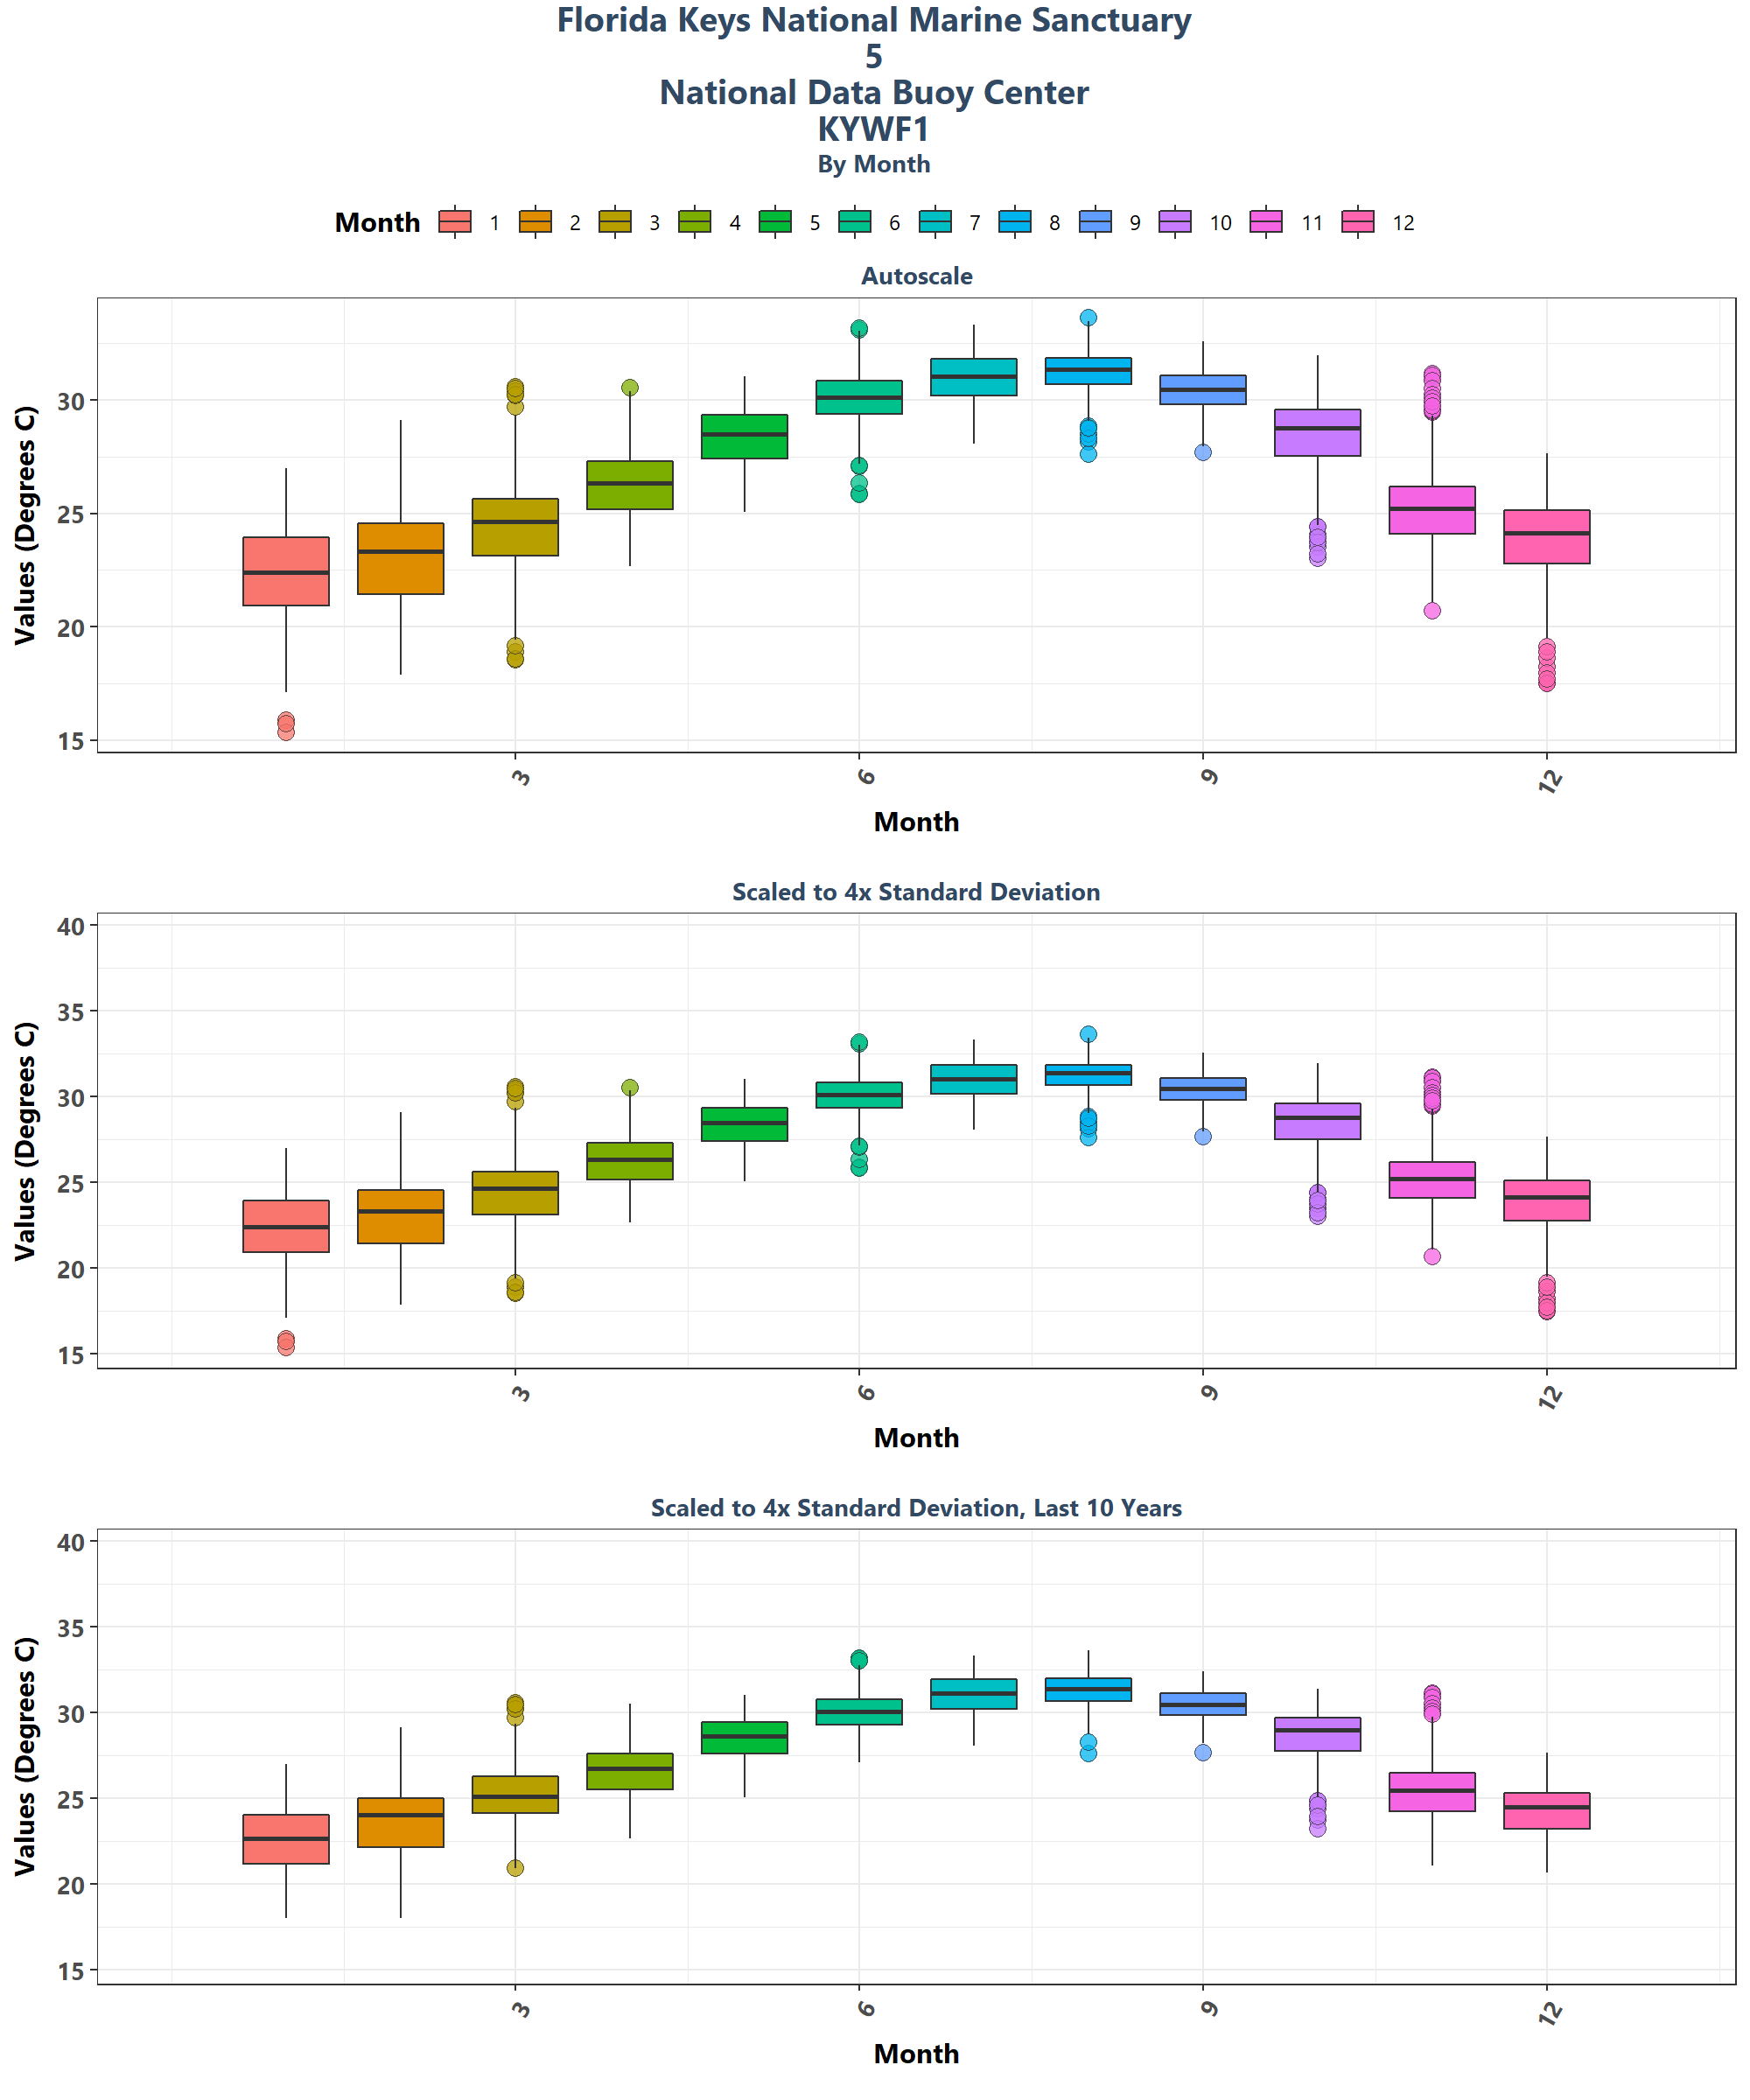 Florida Keys National Marine Sanctuary
5
National Data Buoy Center
KYWF1
By Month
Month 1 2 3 4 5 6 7 8 9 10 11 12
Autoscale
Values (Degrees C)
30
25
20
15
3 6 9 12
Month
Scaled to 4x Standard Deviation
Values (Degrees C)
40
35
30
25
20
15
3 6 9 12
Month
Scaled to 4x Standard Deviation, Last 10 Years
Values (Degrees C)
40
35
30
25
20
15
3 6 9 12
Month